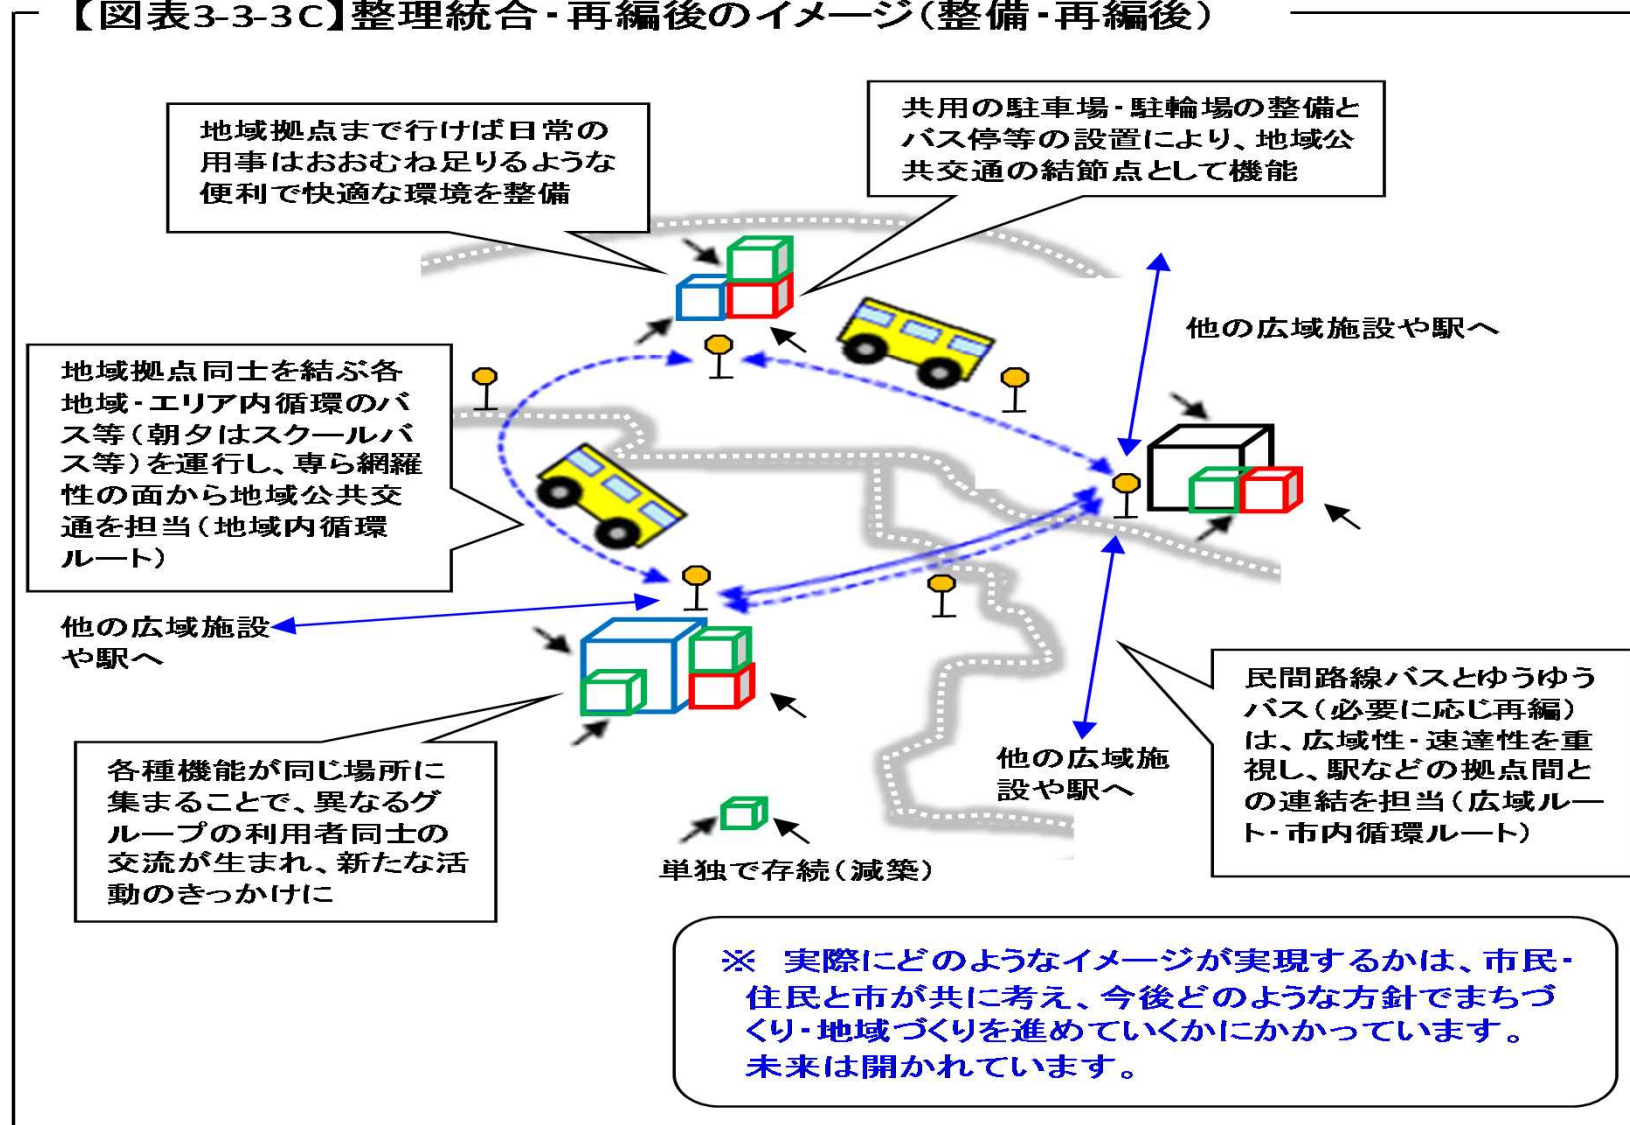 【図表3-3-3C】整理統合・再編後のイメージ(整備・再編後)
地域拠点まで行けば日常の
用事はおおむね足りるような
便利で快適な環境を整備
共用の駐車場・駐輪場の整備と
バス停等の設置により、地域公
共交通の結節点として機能
他の広域施設や駅へ
地域拠点同士を結ぶ各
地域・エリア内循環のバ
ス等(朝夕はスクールバ
ス等)を運行し、専ら網羅
性の面から地域公共交
通を担当(地域内循環
ルート)
他の広域施設
や駅へ
民間路線バスとゆうゆう
バス(必要に応じ再編)
は、広域性・速達性を重
視し、駅などの拠点間と
の連結を担当(広域ルー
ト・市内循環ルート)
他の広域施
設や駅へ
各種機能が同じ場所に
集まることで、異なるグ
ループの利用者同士の
交流が生まれ、新たな活
動のきっかけに
単独で存続(減築)
※ 実際にどのようなイメージが実現するかは、市民・
住民と市が共に考え、今後どのような方針でまちづ
くり・地域づくりを進めていくかにかかっています。
未来は開かれています。